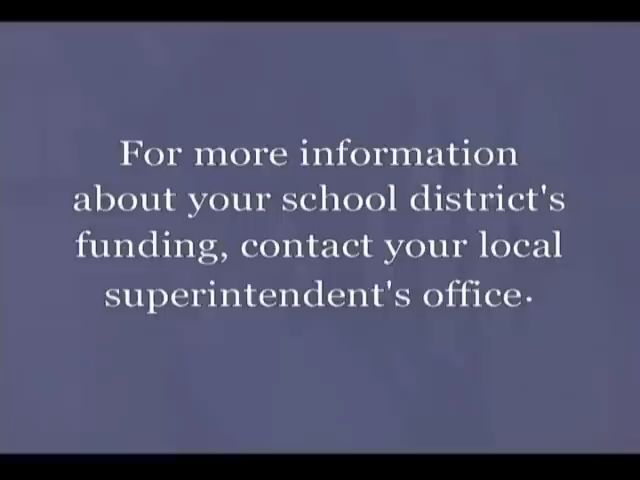 For more information
about your school district's
funding, contact your local
superintendent's office.